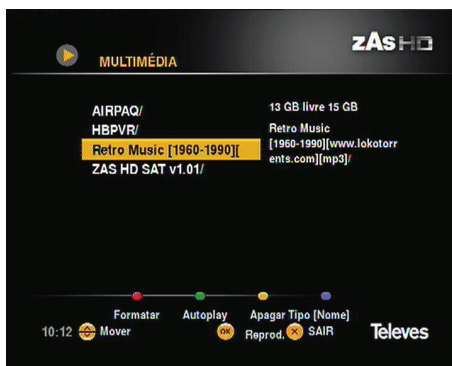 zAs HD
MULTIMÉDIA
AIRPAQ/
HBPVR/
Retro Music [1960-1990][
ZAS HD SAT v1.01/
13 GB livre 15 GB
Retro Music
[1960-1990][www.lokotorr
ents.com][mp3]/
Formatar Autoplay Apagar Tipo [Nome]
10:12 Mover OK Reprod. SAIR Televes